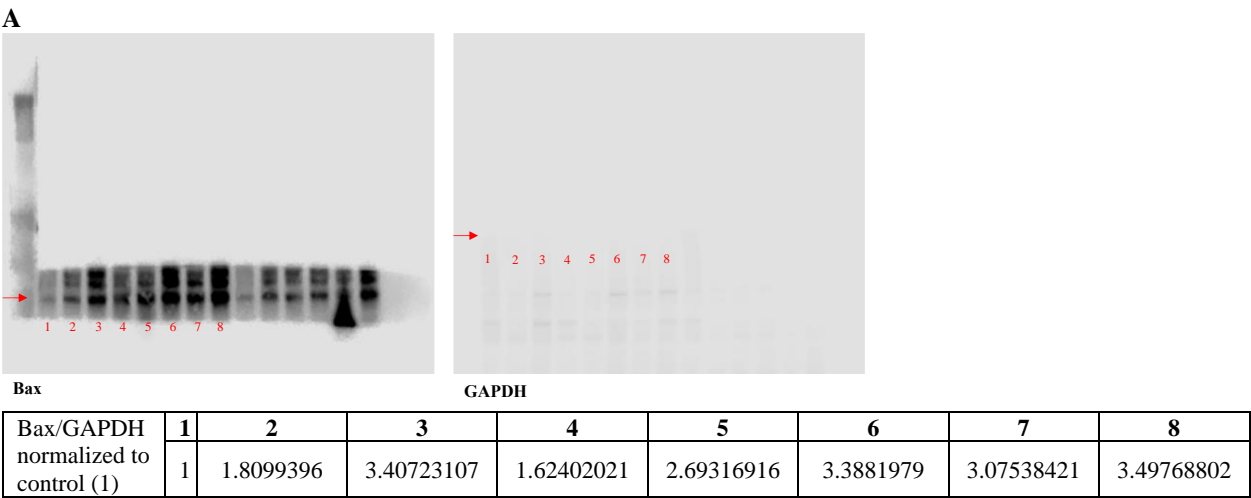 A
1 2 3 4 5 6 7 8
1 2 3 4 5 6 7 8
Bax
GAPDH
Bax/GAPDH normalized to control (1) 1 2 3 4 5 6 7 8
1 1.8099396 3.40723107 1.62402021 2.69316916 3.3881979 3.07538421 3.49768802